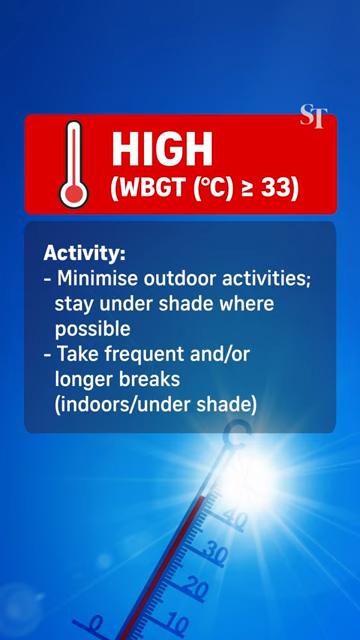 ST
HIGH
(WBGT (°C) ≥ 33)
Activity:
- Minimise outdoor activities;
stay under shade where
possible
- Take frequent and/or
longer breaks
(indoors/under shade)
C
40
30
20
10
0